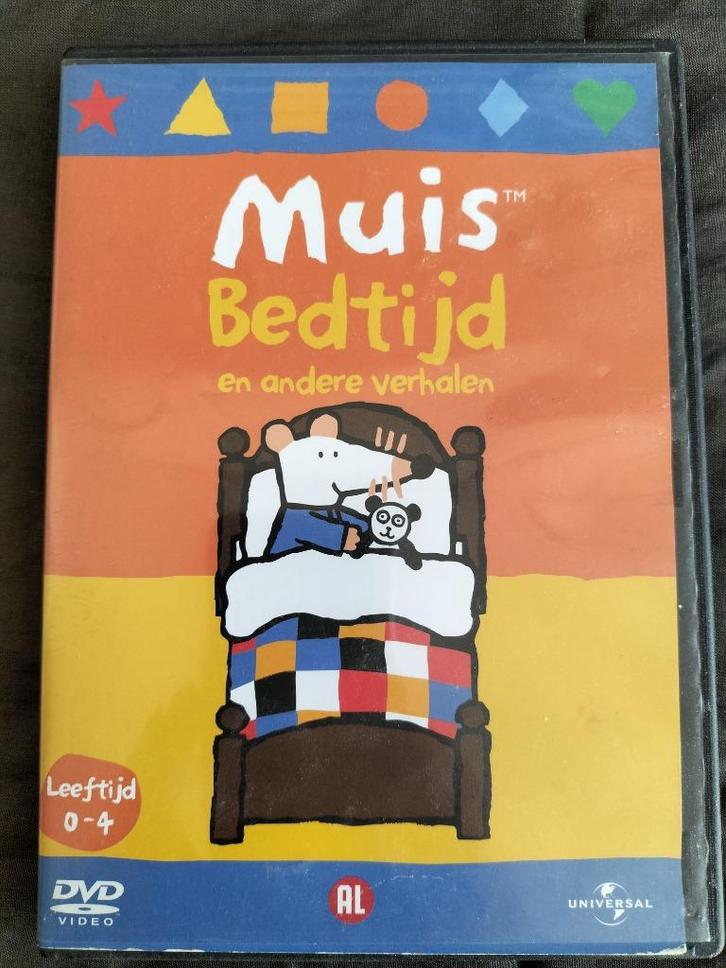 Muis™
Bedtijd
en andere verhalen
Leeftijd
0-4
DVD
VIDEO
AL
UNIVERSAL